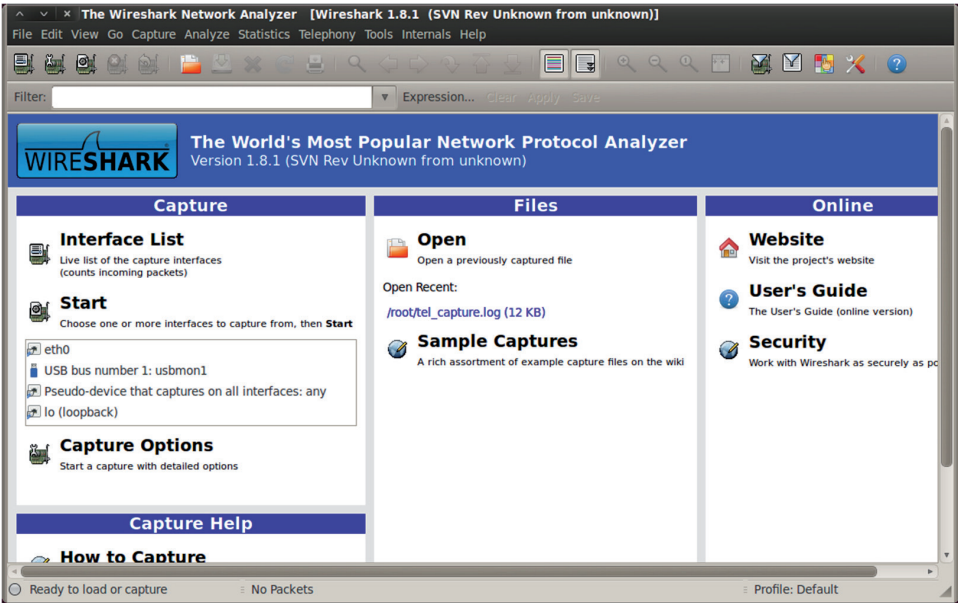 The Wireshark Network Analyzer [Wireshark 1.8.1 (SVN Rev Unknown from unknown)]
File Edit View Go Capture Analyze Statistics Telephony Tools Internals Help
Filter: Expression... Clear Apply Save
WIRESHARK
The World's Most Popular Network Protocol Analyzer
Version 1.8.1 (SVN Rev Unknown from unknown)
Capture
Interface List
Live list of the capture interfaces
(counts incoming packets)
Start
Choose one or more interfaces to capture from, then Start
eth0
USB bus number 1: usbmon1
Pseudo-device that captures on all interfaces: any
lo (loopback)
Capture Options
Start a capture with detailed options
Capture Help
How to Capture
Files
Open
Open a previously captured file
Open Recent:
/root/tel_capture.log (12 KB)
Sample Captures
A rich assortment of example capture files on the wiki
Online
Website
Visit the project's website
User's Guide
The User's Guide (online version)
Security
Work with Wireshark as securely as po
Ready to load or capture
No Packets
Profile: Default